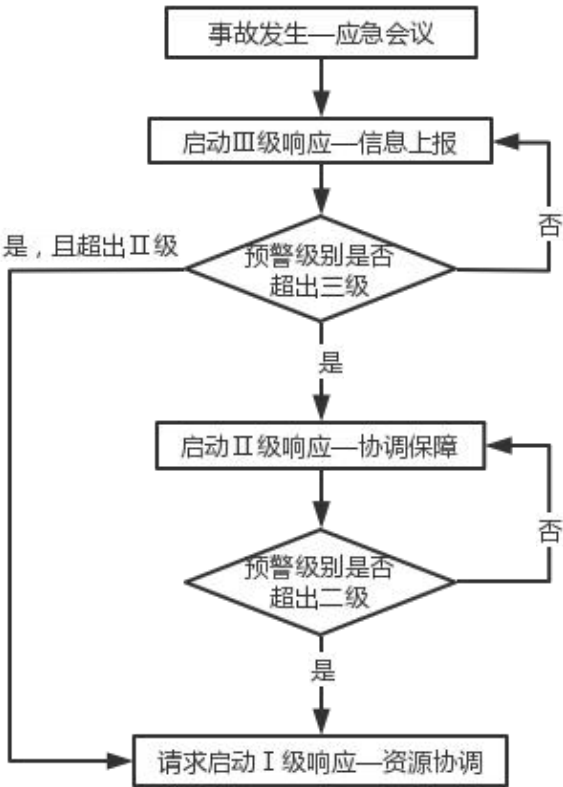 事故发生—应急会议
启动Ⅲ级响应—信息上报
否
是，且超出Ⅱ级
预警级别是否
超出三级
是
启动Ⅱ级响应—协调保障
否
预警级别是否
超出二级
是
请求启动Ⅰ级响应—资源协调